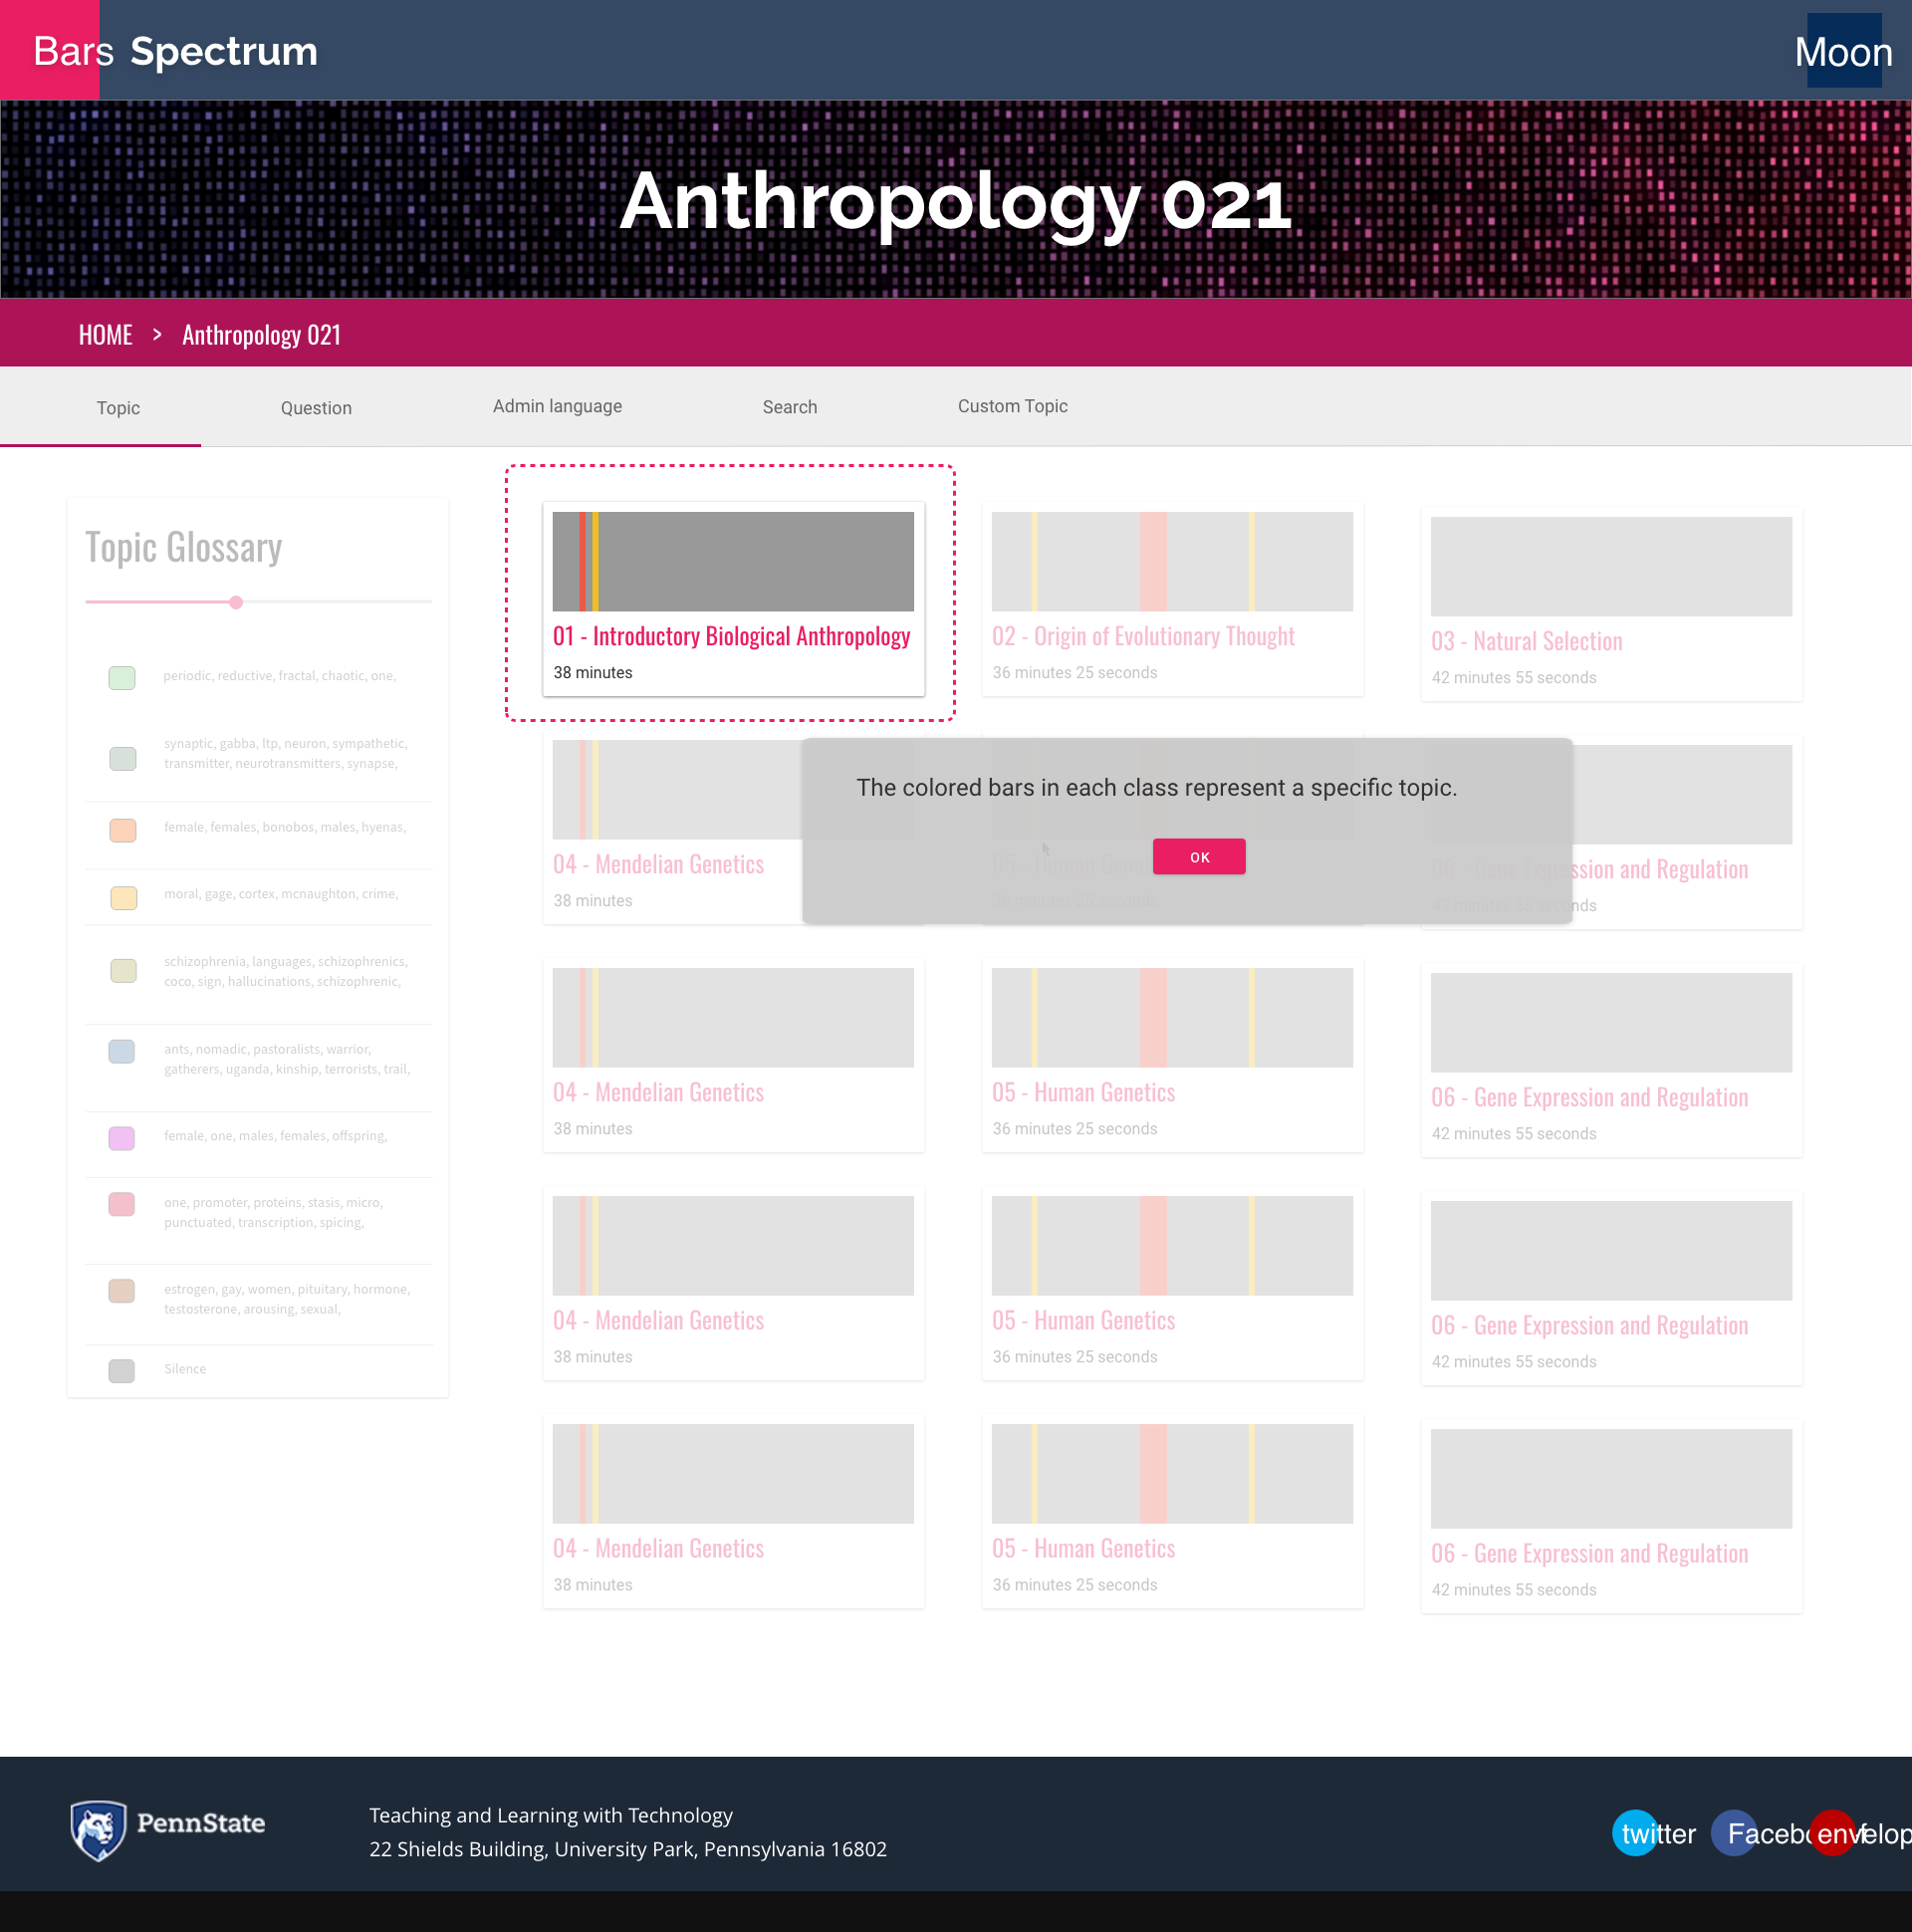 Bars Spectrum
Moon
Anthropology 021
HOME > Anthropology 021
Topic
Question
Admin language
Search
Custom Topic
Topic Glossary
periodic, reductive, fractal, chaotic, one,
synaptic, gabba, ltp, neuron, sympathetic,
transmitter, neurotransmitters, synapse,
female, females, bonobos, males, hyenas,
moral, gage, cortex, mcnaughton, crime,
schizophrenia, languages, schizophrenics,
coco, sign, hallucinations, schizophrenic,
ants, nomadic, pastoralists, warrior,
gatherers, uganda, kinship, terrorists, trail,
female, one, males, females, offspring,
one, promoter, proteins, stasis, micro,
punctuated, transcription, spicing,
estrogen, gay, women, pituitary, hormone,
testosterone, arousing, sexual,
Silence
01 - Introductory Biological Anthropology
38 minutes
02 - Origin of Evolutionary Thought
36 minutes 25 seconds
03 - Natural Selection
42 minutes 55 seconds
The colored bars in each class represent a specific topic.
OK
04 - Mendelian Genetics
38 minutes
05 - Human
36 minutes 25 seconds
06 - Gene Expression and Regulation
42 minutes 55 seconds
04 - Mendelian Genetics
38 minutes
05 - Human Genetics
36 minutes 25 seconds
06 - Gene Expression and Regulation
42 minutes 55 seconds
04 - Mendelian Genetics
38 minutes
05 - Human Genetics
36 minutes 25 seconds
06 - Gene Expression and Regulation
42 minutes 55 seconds
04 - Mendelian Genetics
38 minutes
05 - Human Genetics
36 minutes 25 seconds
06 - Gene Expression and Regulation
42 minutes 55 seconds
PennState
Teaching and Learning with Technology
22 Shields Building, University Park, Pennsylvania 16802
twitter